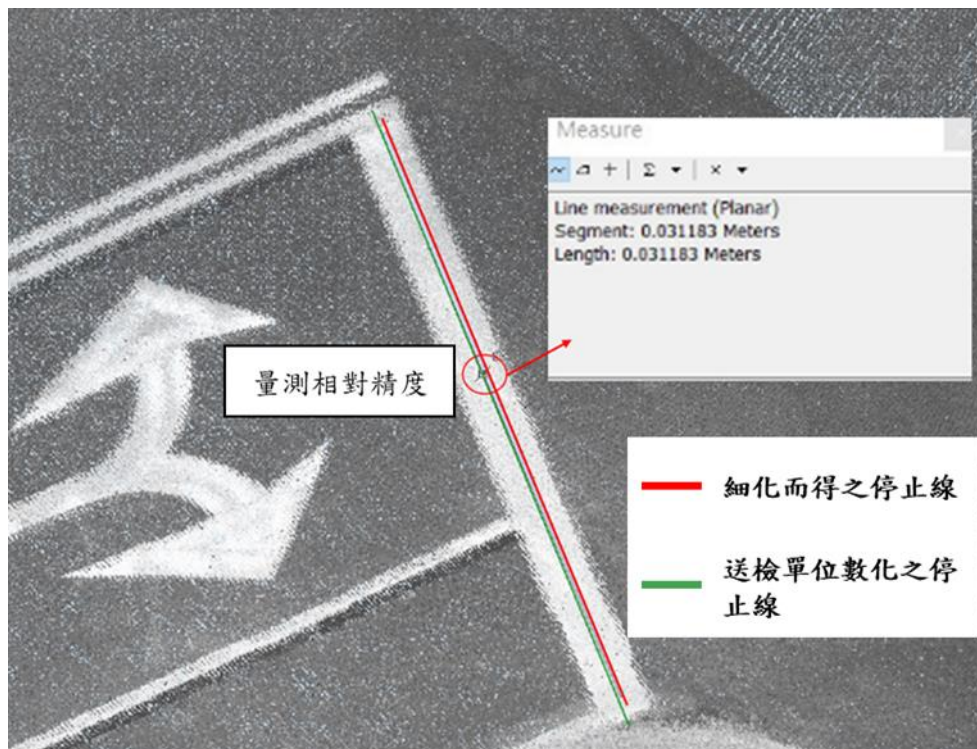 Measure
Line measurement (Planar)
Segment: 0.031183 Meters
Length: 0.031183 Meters
量測相對精度
細化而得之停止線
送檢單位數化之停
止線